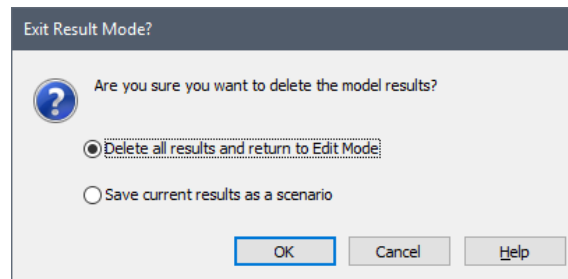 Exit Result Mode?
Are you sure you want to delete the model results?
Delete all results and return to Edit Mode
Save current results as a scenario
OK Cancel Help